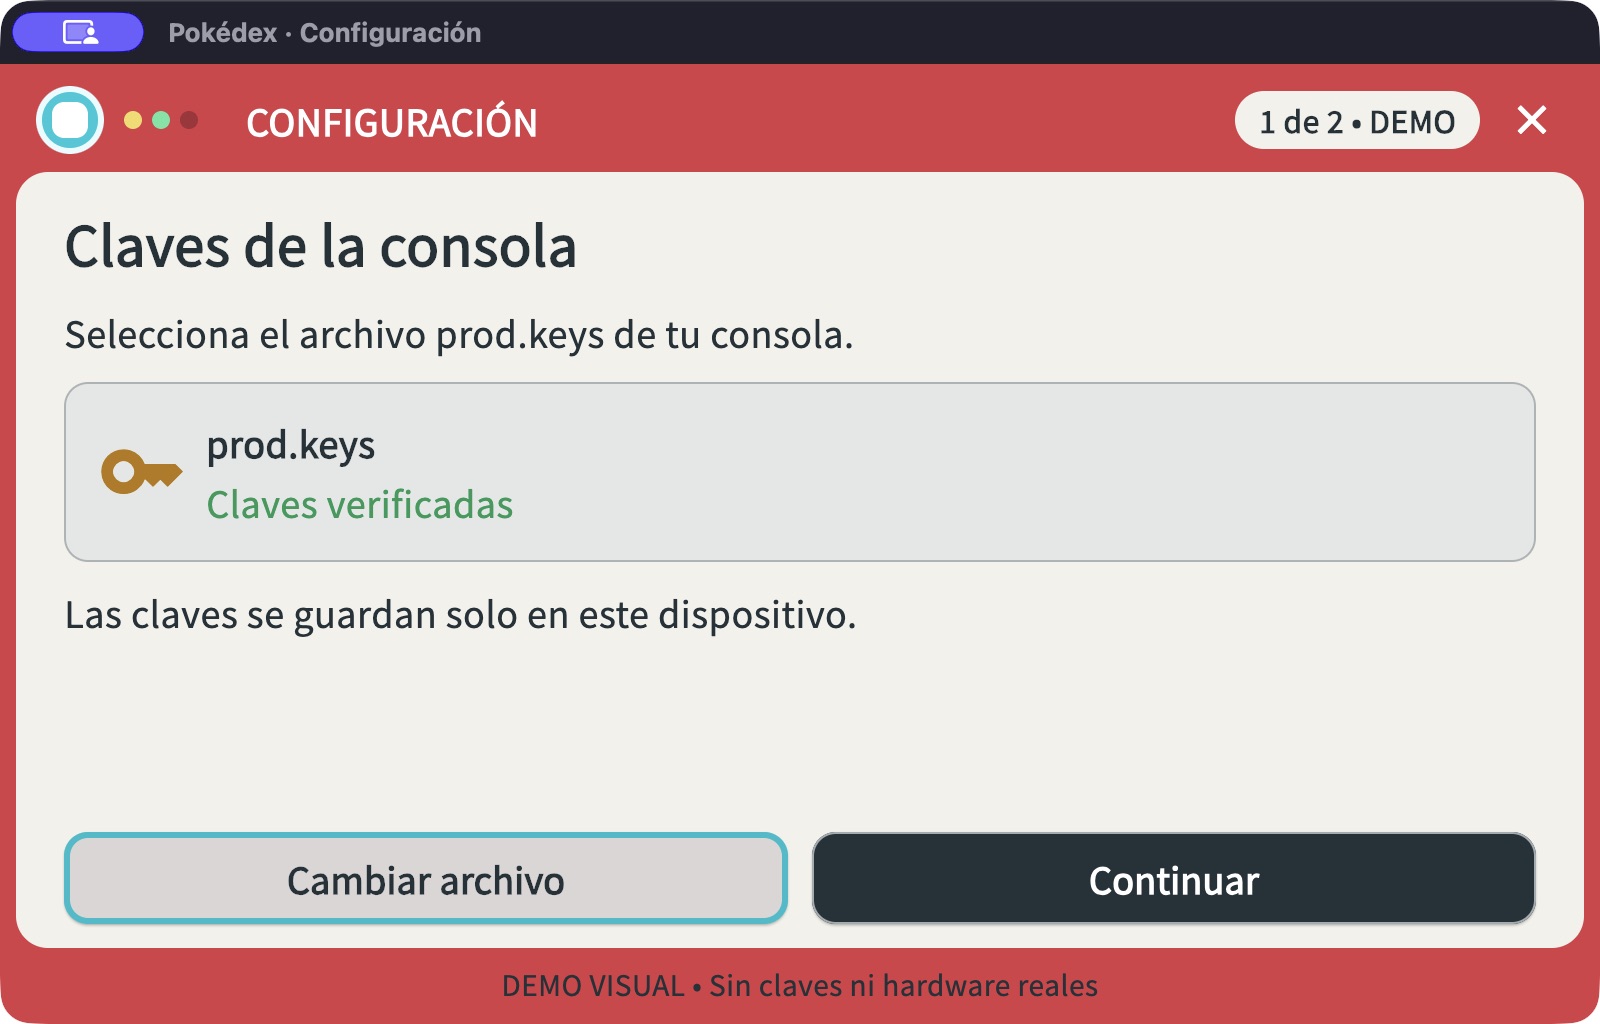 Pokédex · Configuración
CONFIGURACIÓN
1 de 2 • DEMO
Claves de la consola
Selecciona el archivo prod.keys de tu consola.
prod.keys
Claves verificadas
Las claves se guardan solo en este dispositivo.
Cambiar archivo
Continuar
DEMO VISUAL • Sin claves ni hardware reales